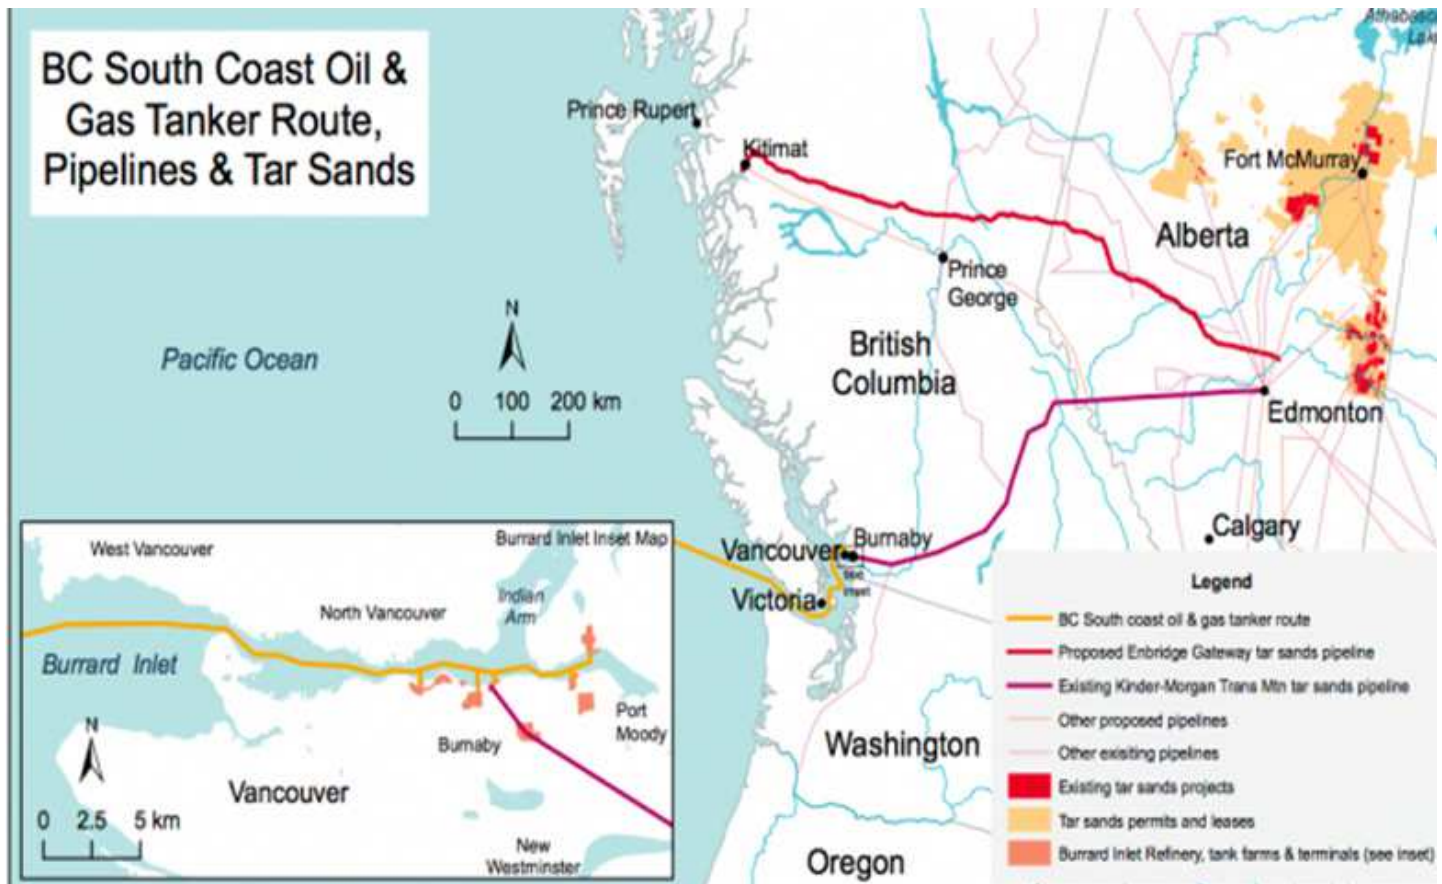 BC South Coast Oil &
Gas Tanker Route,
Pipelines & Tar Sands
Athabasca
Lake
Prince Rupert
Kitimat
Fort McMurray
Alberta
Prince
George
N
Pacific Ocean
0 100 200 km
British
Columbia
Edmonton
Calgary
Vancouver
Burnaby
see
inset
Victoria
Washington
Oregon
Burrard Inlet Inset Map
West Vancouver
North Vancouver
Indian
Arm
Burrard Inlet
N
Port
Moody
Burnaby
Vancouver
0 2.5 5 km
New
Westminster
Legend
BC South coast oil & gas tanker route
Proposed Enbridge Gateway tar sands pipeline
Existing Kinder-Morgan Trans Mtn tar sands pipeline
Other proposed pipelines
Other exisiting pipelines
Existing tar sands projects
Tar sands permits and leases
Burrard Inlet Refinery, tank farms & terminals (see inset)